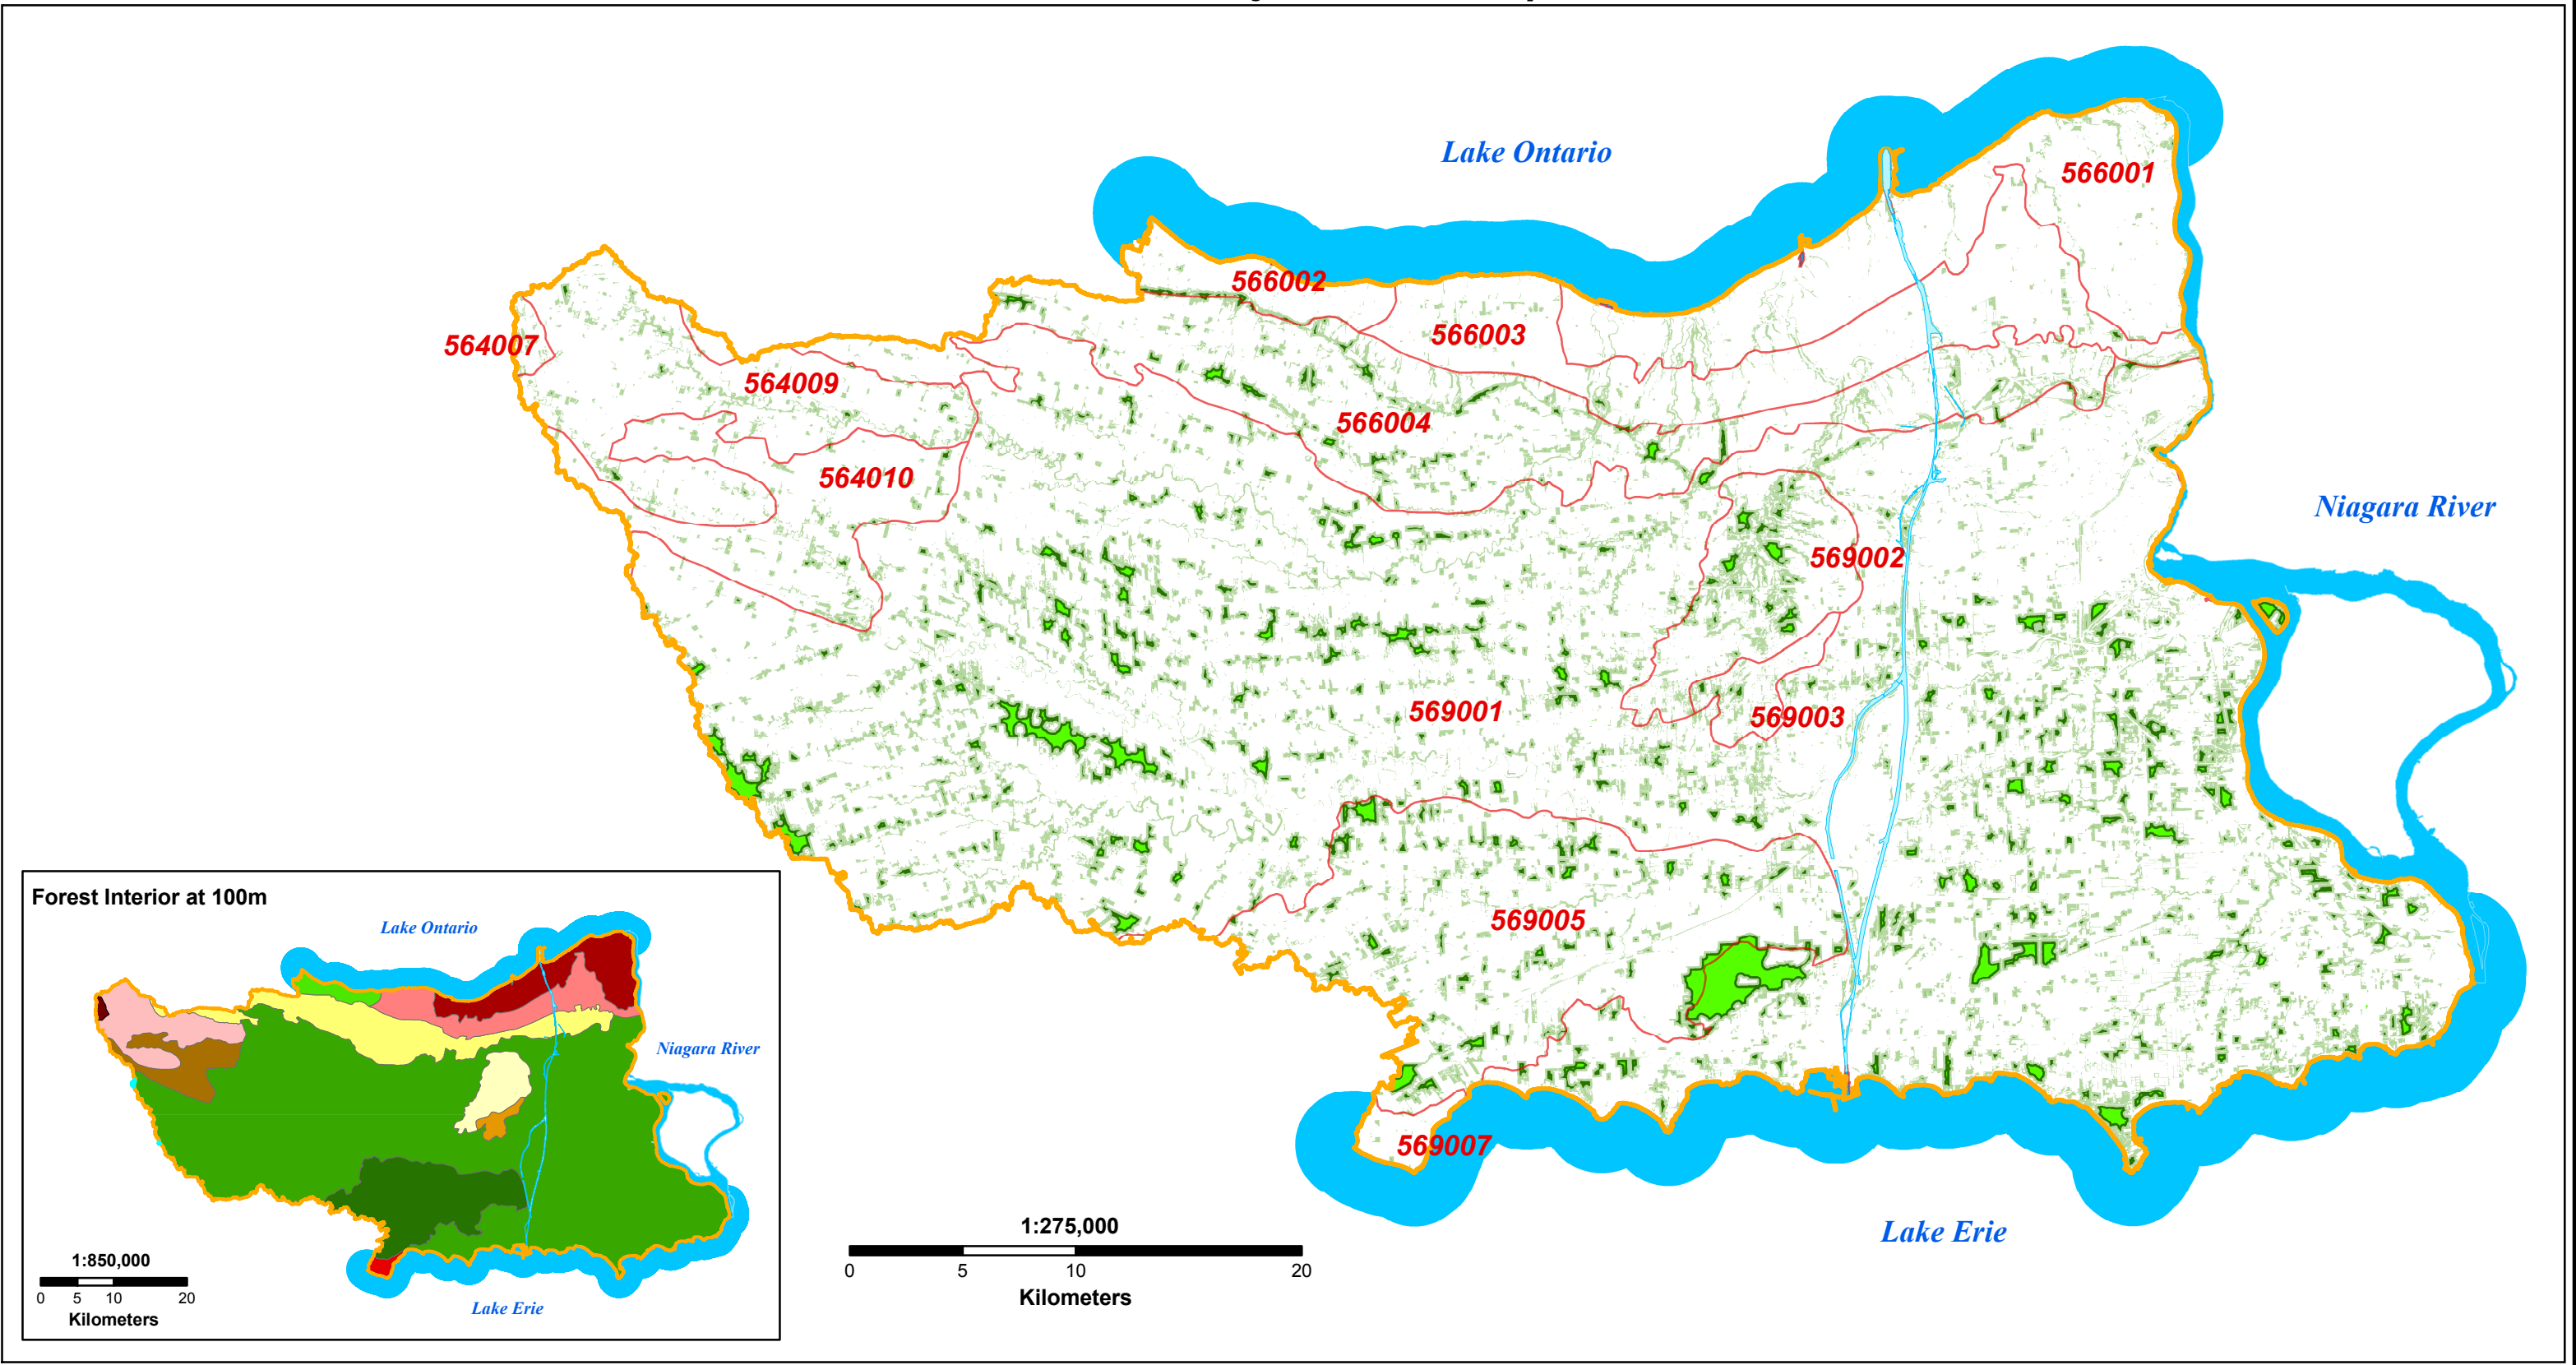 Lake Ontario
566001
566002
566003
564007
564009
566004
564010
Niagara River
569002
569001
569003
569005
569007
Lake Erie
1:275,000
0 5 10 20
Kilometers
Forest Interior at 100m
Lake Ontario
Niagara River
1:850,000
0 5 10 20
Kilometers
Lake Erie